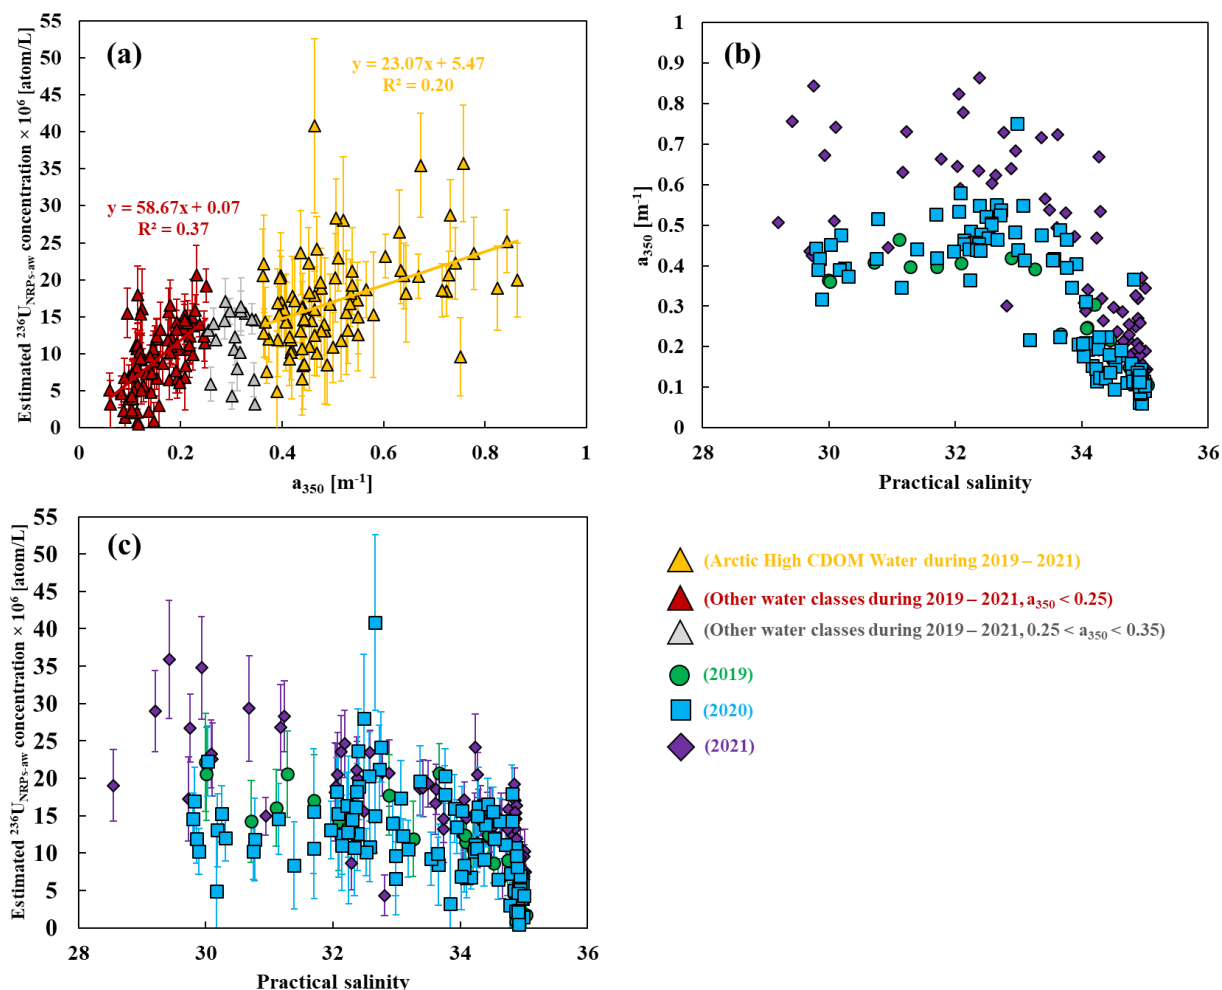 (a)
Estimated ²³⁶U_NRPs-aw concentration × 10⁶ [atom/L]
55
50
45
40
35
30
25
20
15
10
5
0
y = 23.07x + 5.47
R² = 0.20
y = 58.67x + 0.07
R² = 0.37
0 0.2 0.4 0.6 0.8 1
a₃₅₀ [m⁻¹]
(b)
a₃₅₀ [m⁻¹]
1
0.9
0.8
0.7
0.6
0.5
0.4
0.3
0.2
0.1
0
28 30 32 34 36
Practical salinity
(c)
Estimated ²³⁶U_NRPs-aw concentration × 10⁶ [atom/L]
55
50
45
40
35
30
25
20
15
10
5
0
28 30 32 34 36
Practical salinity
(Arctic High CDOM Water during 2019 – 2021)
(Other water classes during 2019 – 2021, a₃₅₀ < 0.25)
(Other water classes during 2019 – 2021, 0.25 < a₃₅₀ < 0.35)
(2019)
(2020)
(2021)